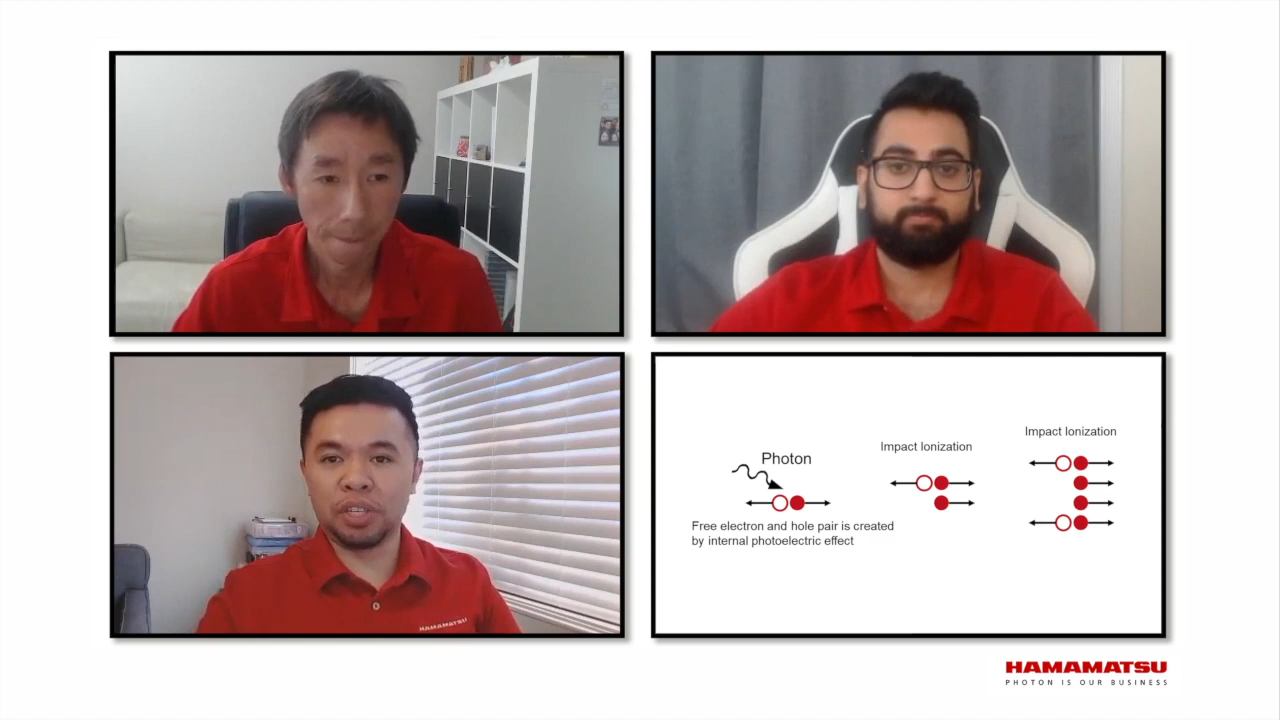 HAMAMATSU
Photon
Free electron and hole pair is created
by internal photoelectric effect
Impact Ionization
Impact Ionization
HAMAMATSU
PHOTON IS OUR BUSINESS